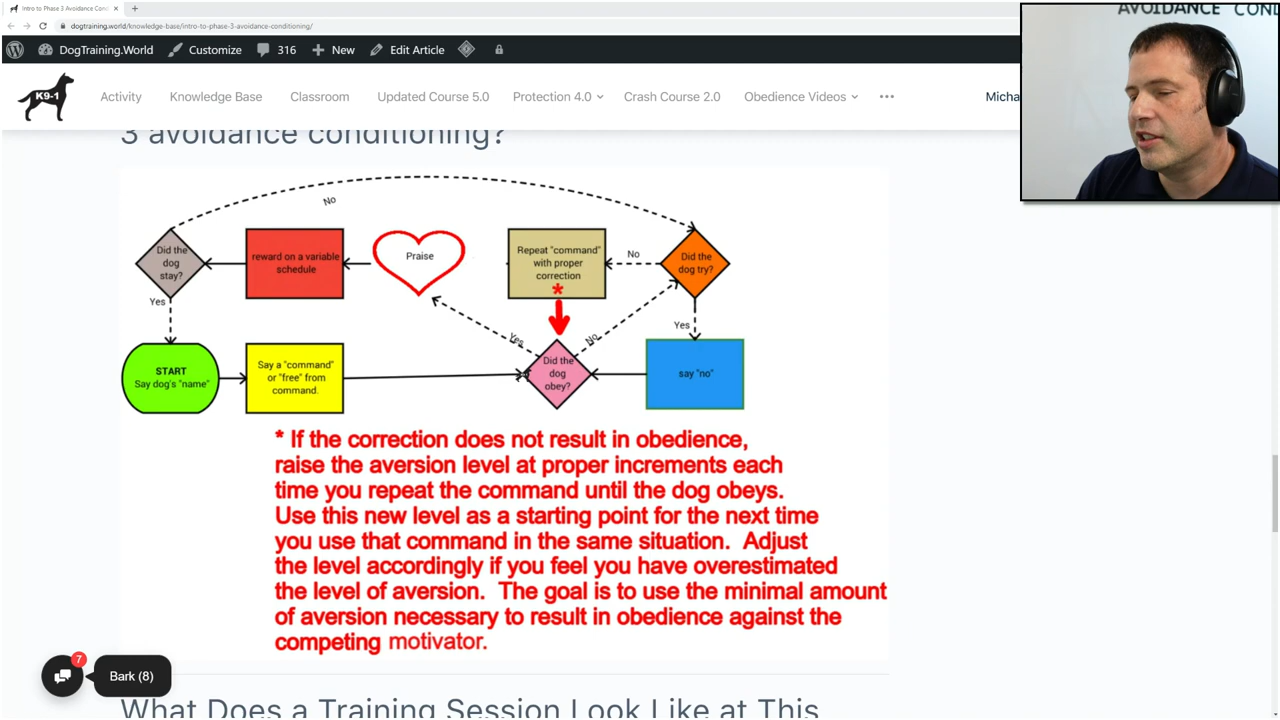 Intro to Phase 3 Avoidance Cond
dogtraining.world/knowledge-base/intro-to-phase-3-avoidance-conditioning/
DogTraining.World Customize 316 New Edit Article
K9-1
Activity Knowledge Base Classroom Updated Course 5.0 Protection 4.0 Crash Course 2.0 Obedience Videos Micha
AVOIDANCE COND
3 avoidance conditioning?
No
Did the
dog
stay?
reward on a variable
schedule
Praise
Repeat "command"
with proper
correction
*
No
Did the
dog try?
Yes
Yes
No
Yes
START
Say dog's "name"
Say a "command"
or "free" from
command.
Did the
dog
obey?
say "no"
* If the correction does not result in obedience,
raise the aversion level at proper increments each
time you repeat the command until the dog obeys.
Use this new level as a starting point for the next time
you use that command in the same situation. Adjust
the level accordingly if you feel you have overestimated
the level of aversion. The goal is to use the minimal amount
of aversion necessary to result in obedience against the
competing motivator.
7
Bark (8)
What Does a Training Session Look Like at This